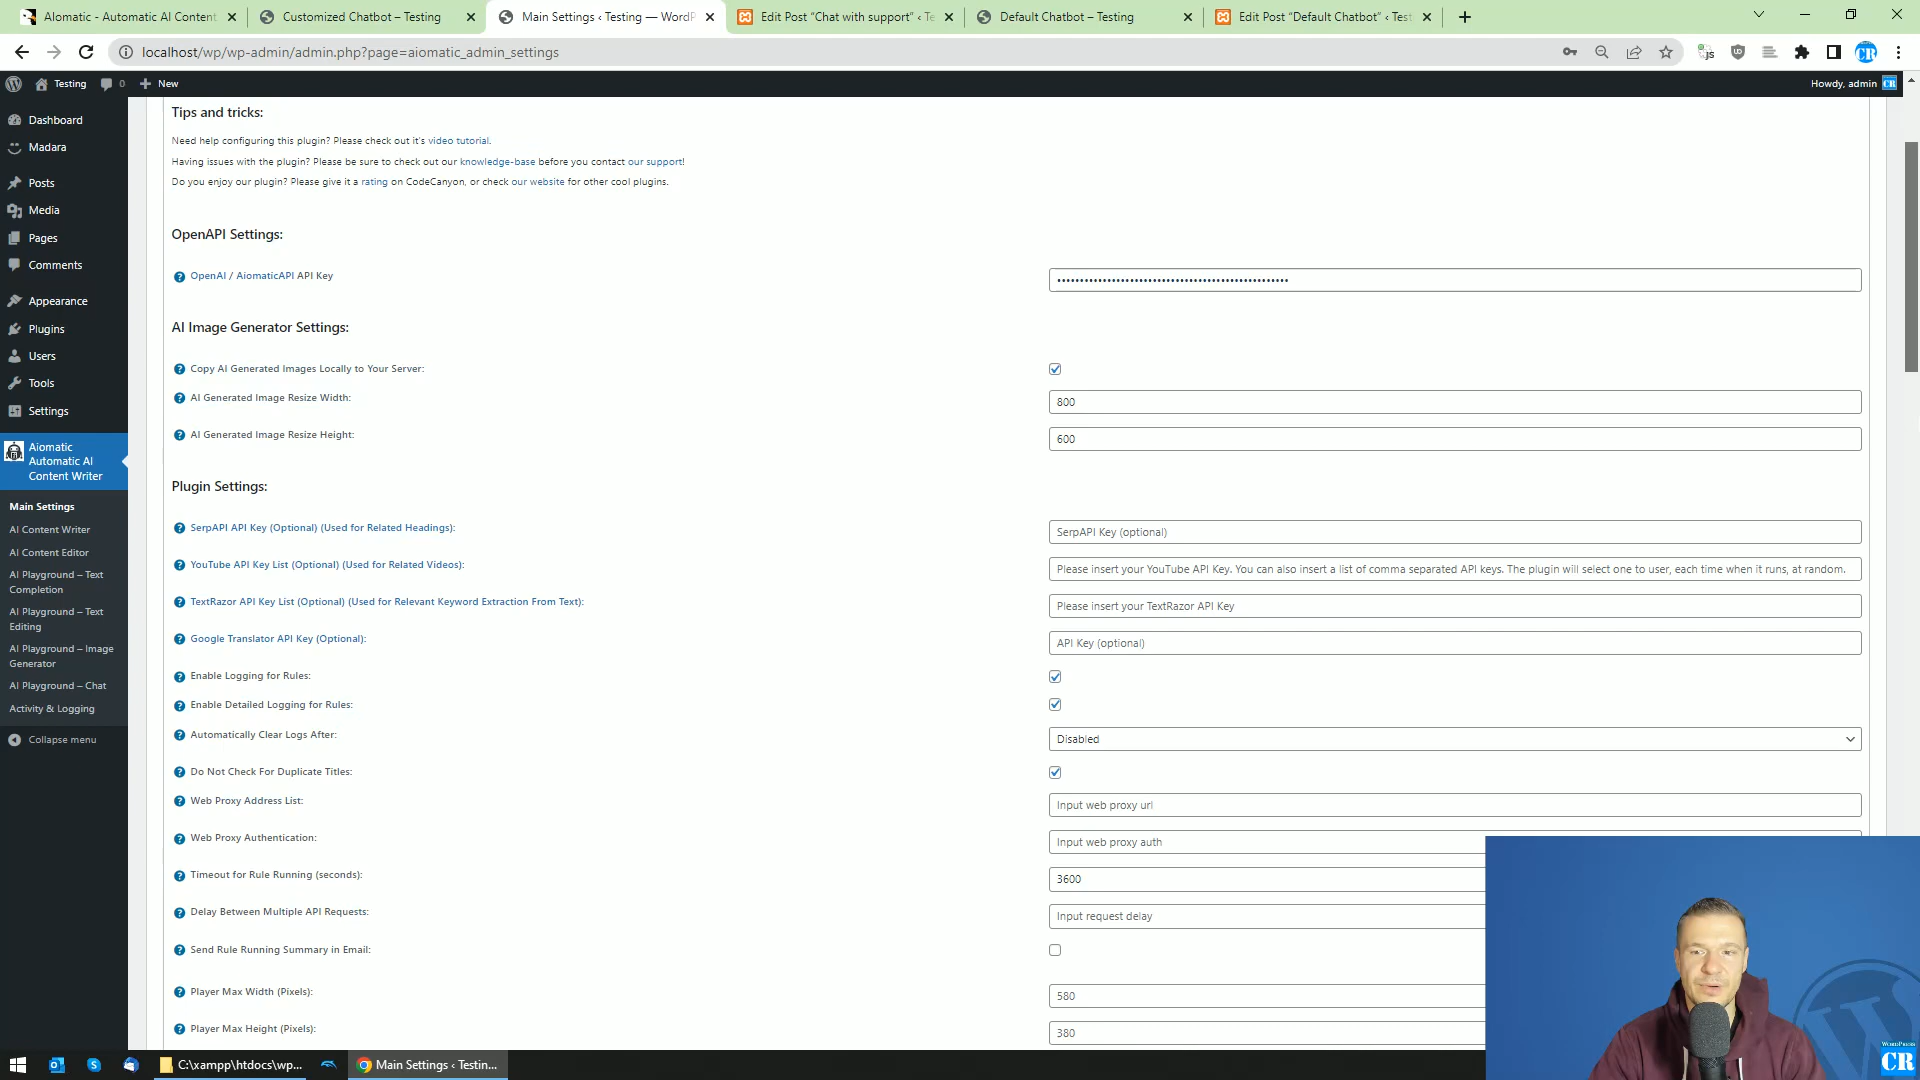 AIomatic - Automatic AI Content
Customized Chatbot – Testing
Main Settings ‹ Testing — WordP
Edit Post “Chat with support” ‹ Te
Default Chatbot – Testing
Edit Post “Default Chatbot” ‹ Test
localhost/wp/wp-admin/admin.php?page=aiomatic_admin_settings
Testing
0
New
Howdy, admin
CR
Dashboard
Madara
Posts
Media
Pages
Comments
Appearance
Plugins
Users
Tools
Settings
Aiomatic
Automatic AI
Content Writer
Main Settings
AI Content Writer
AI Content Editor
AI Playground – Text
Completion
AI Playground – Text
Editing
AI Playground – Image
Generator
AI Playground – Chat
Activity & Logging
Collapse menu
Tips and tricks:
Need help configuring this plugin? Please check out it's video tutorial.
Having issues with the plugin? Please be sure to check out our knowledge-base before you contact our support!
Do you enjoy our plugin? Please give it a rating on CodeCanyon, or check our website for other cool plugins.
OpenAPI Settings:
OpenAI / AiomaticAPI API Key
AI Image Generator Settings:
Copy AI Generated Images Locally to Your Server:
AI Generated Image Resize Width:
800
AI Generated Image Resize Height:
600
Plugin Settings:
SerpAPI API Key (Optional) (Used for Related Headings):
SerpAPI Key (optional)
YouTube API Key List (Optional) (Used for Related Videos):
Please insert your YouTube API Key. You can also insert a list of comma separated API keys. The plugin will select one to user, each time when it runs, at random.
TextRazor API Key List (Optional) (Used for Relevant Keyword Extraction From Text):
Please insert your TextRazor API Key
Google Translator API Key (Optional):
API Key (optional)
Enable Logging for Rules:
Enable Detailed Logging for Rules:
Automatically Clear Logs After:
Disabled
Do Not Check For Duplicate Titles:
Web Proxy Address List:
Input web proxy url
Web Proxy Authentication:
Input web proxy auth
Timeout for Rule Running (seconds):
3600
Delay Between Multiple API Requests:
Input request delay
Send Rule Running Summary in Email:
Player Max Width (Pixels):
580
Player Max Height (Pixels):
380
C:\xampp\htdocs\wp...
Main Settings ‹ Testin...
WORDPRESS
CR